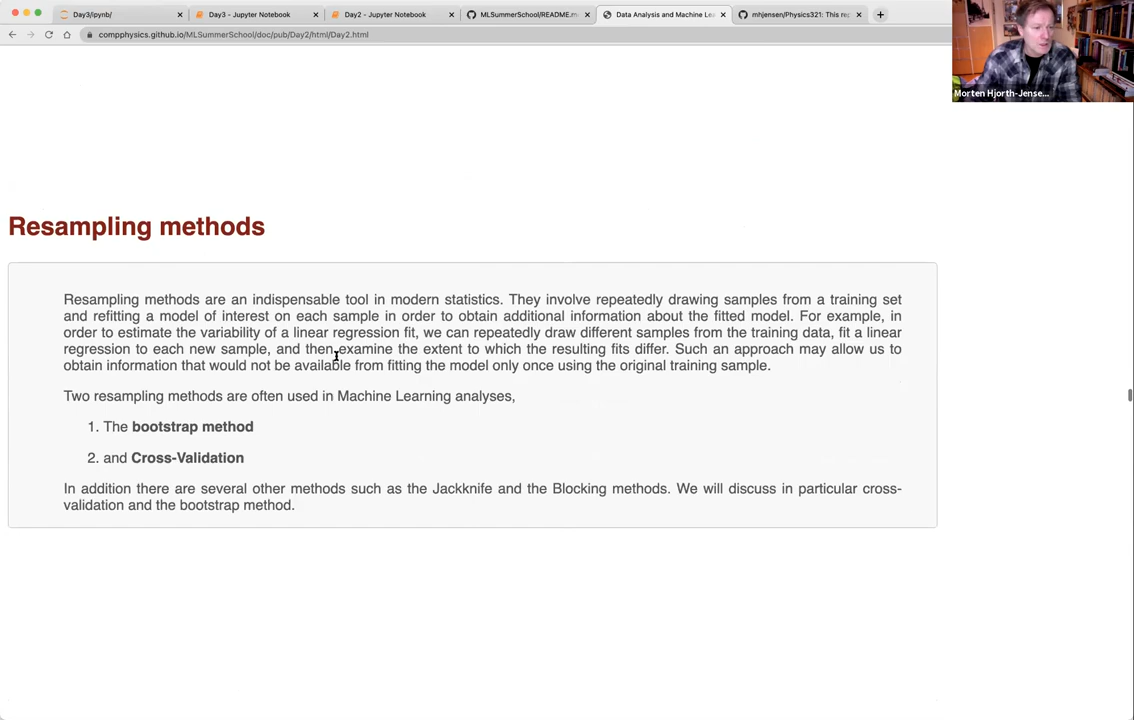 Day3/ipynb/
Day3 - Jupyter Notebook
Day2 - Jupyter Notebook
MLSummerSchool/README.m
Data Analysis and Machine Lea
mhjensen/Physics321: This rep
compphysics.github.io/MLSummerSchool/doc/pub/Day2/html/Day2.html
Morten Hjorth-Jense...
Resampling methods
Resampling methods are an indispensable tool in modern statistics. They involve repeatedly drawing samples from a training set
and refitting a model of interest on each sample in order to obtain additional information about the fitted model. For example, in
order to estimate the variability of a linear regression fit, we can repeatedly draw different samples from the training data, fit a linear
regression to each new sample, and then examine the extent to which the resulting fits differ. Such an approach may allow us to
obtain information that would not be available from fitting the model only once using the original training sample.
Two resampling methods are often used in Machine Learning analyses,
1. The bootstrap method
2. and Cross-Validation
In addition there are several other methods such as the Jackknife and the Blocking methods. We will discuss in particular cross-
validation and the bootstrap method.